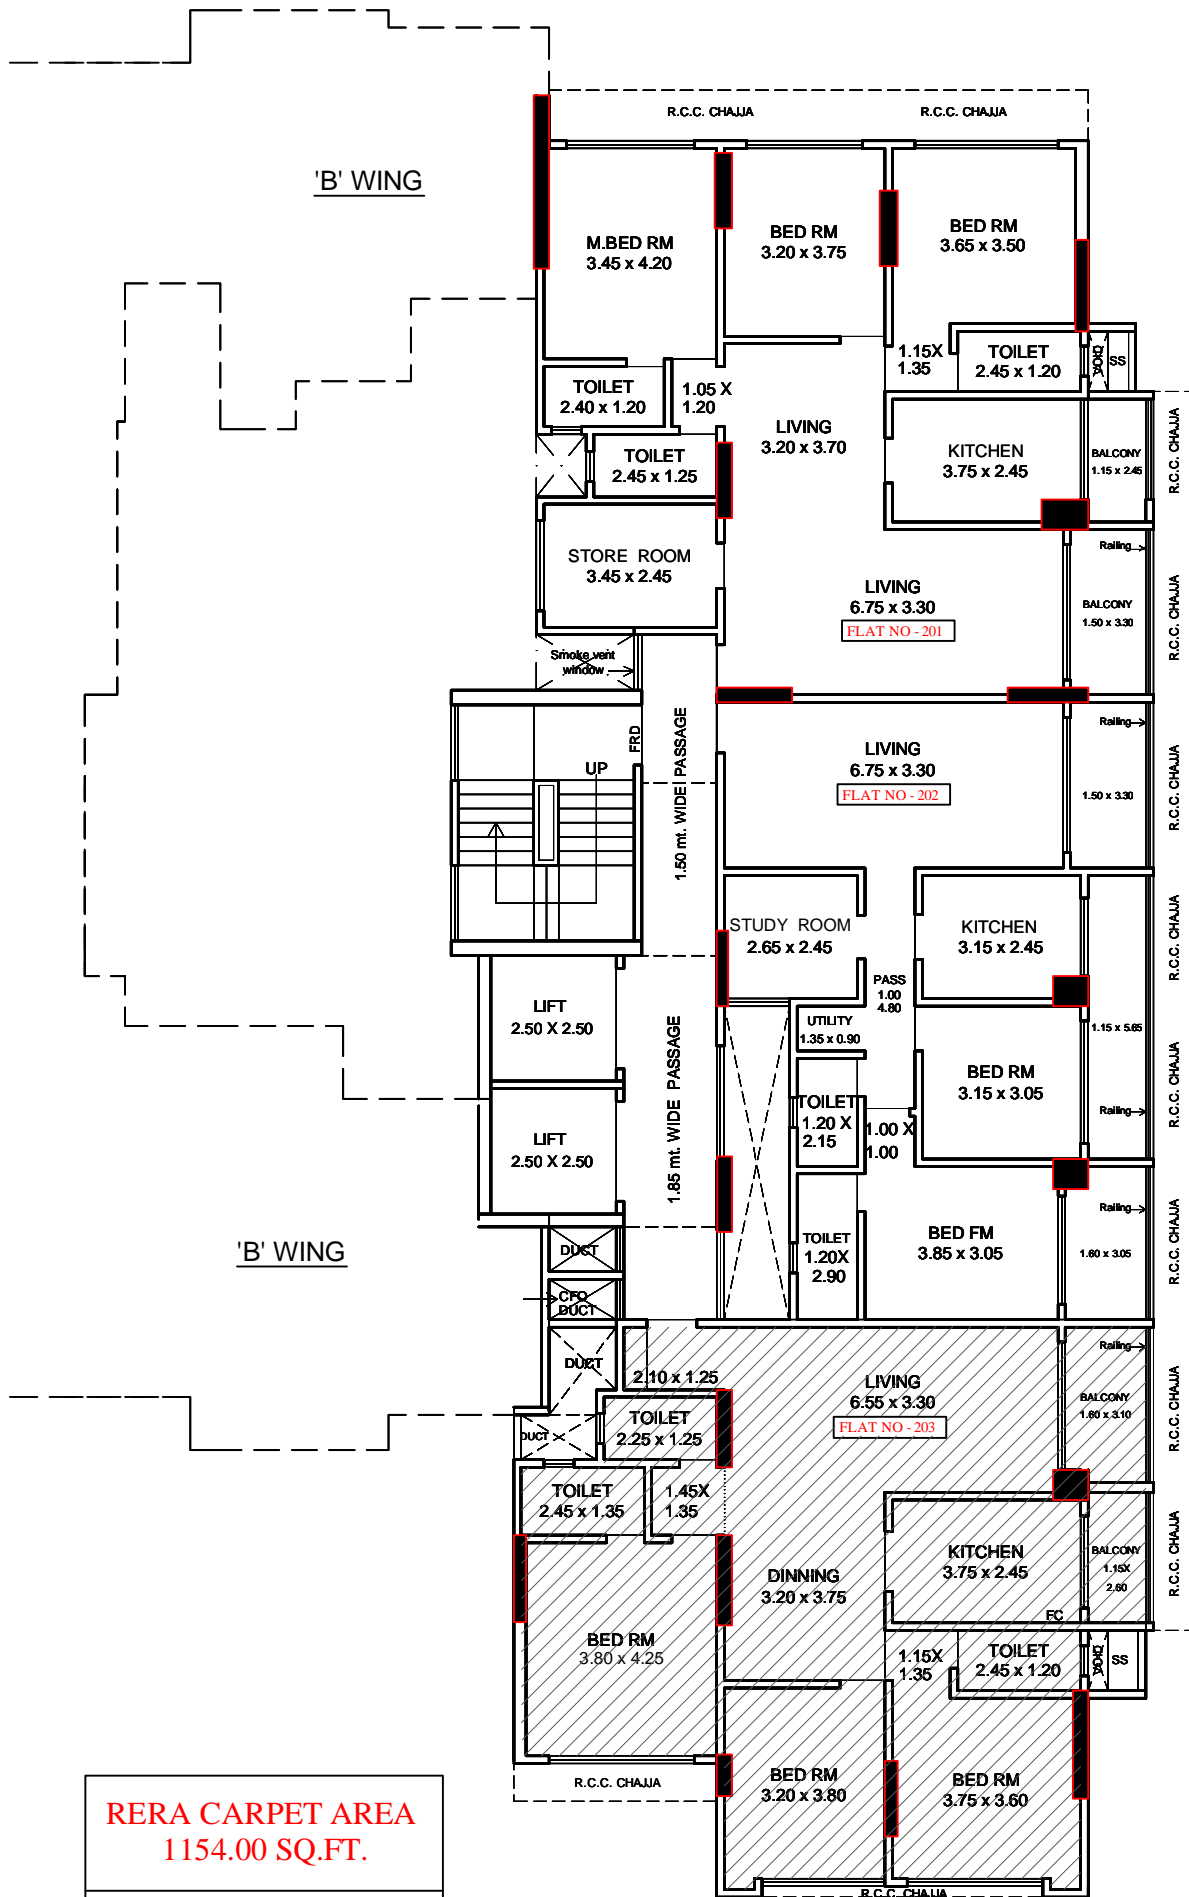 R.C.C. CHAJJA
R.C.C. CHAJJA
'B' WING
M.BED RM
3.45 x 4.20
BED RM
3.20 x 3.75
BED RM
3.65 x 3.50
1.15X
1.35
TOILET
2.45 x 1.20
VOID
SS
TOILET
2.40 x 1.20
1.05 X
1.20
LIVING
3.20 x 3.70
KITCHEN
3.75 x 2.45
BALCONY
1.15 x 2.45
R.C.C. CHAJJA
TOILET
2.45 x 1.25
STORE ROOM
3.45 x 2.45
LIVING
6.75 x 3.30
FLAT NO - 201
Railing
BALCONY
1.50 x 3.30
R.C.C. CHAJJA
Smoke vent
window
FRD
UP
1.50 mt. WIDE PASSAGE
LIVING
6.75 x 3.30
FLAT NO - 202
Railing
1.50 x 3.30
R.C.C. CHAJJA
STUDY ROOM
2.65 x 2.45
KITCHEN
3.15 x 2.45
R.C.C. CHAJJA
PASS
1.00
4.80
LIFT
2.50 X 2.50
1.85 mt. WIDE PASSAGE
UTILITY
1.35 x 0.90
1.15 x 5.65
BED RM
3.15 x 3.05
Railing
R.C.C. CHAJJA
TOILET
1.20 X
2.15
1.00 X
1.00
LIFT
2.50 X 2.50
'B' WING
DUCT
TOILET
1.20X
2.90
BED FM
3.85 x 3.05
Railing
1.60 x 3.05
R.C.C. CHAJJA
CFO
DUCT
DUCT
2.10 x 1.25
LIVING
6.55 x 3.30
FLAT NO - 203
Railing
BALCONY
1.60 x 3.10
R.C.C. CHAJJA
DUCT
TOILET
2.25 x 1.25
TOILET
2.45 x 1.35
1.45X
1.35
KITCHEN
3.75 x 2.45
FC
BALCONY
1.15X
2.60
R.C.C. CHAJJA
DINNING
3.20 x 3.75
BED RM
3.80 x 4.25
1.15X
1.35
TOILET
2.45 x 1.20
VOID
SS
R.C.C. CHAJJA
BED RM
3.20 x 3.80
BED RM
3.75 x 3.60
R.C.C. CHAJJA
RERA CARPET AREA
1154.00 SQ.FT.